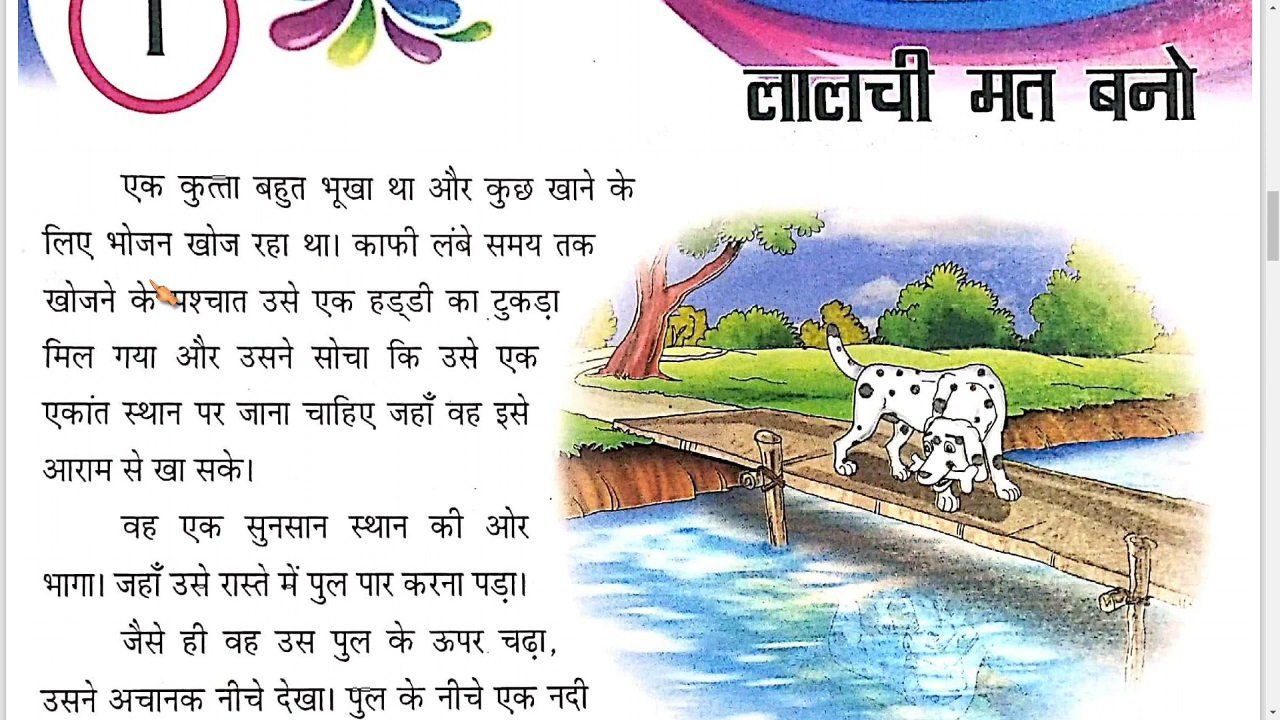 1
लालची मत बनो
एक कुत्ता बहुत भूखा था और कुछ खाने के
लिए भोजन खोज रहा था। काफी लंबे समय तक
खोजने के पश्चात उसे एक हड्डी का टुकड़ा
मिल गया और उसने सोचा कि उसे एक
एकांत स्थान पर जाना चाहिए जहाँ वह इसे
आराम से खा सके।
वह एक सुनसान स्थान की ओर
भागा। जहाँ उसे रास्ते में पुल पार करना पड़ा।
जैसे ही वह उस पुल के ऊपर चढ़ा,
उसने अचानक नीचे देखा। पुल के नीचे एक नदी